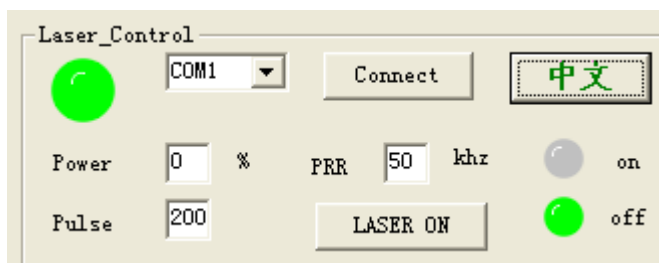 Laser_Control
COM1 Connect 中文
Power 0 % PRR 50 khz on
Pulse 200 LASER ON off